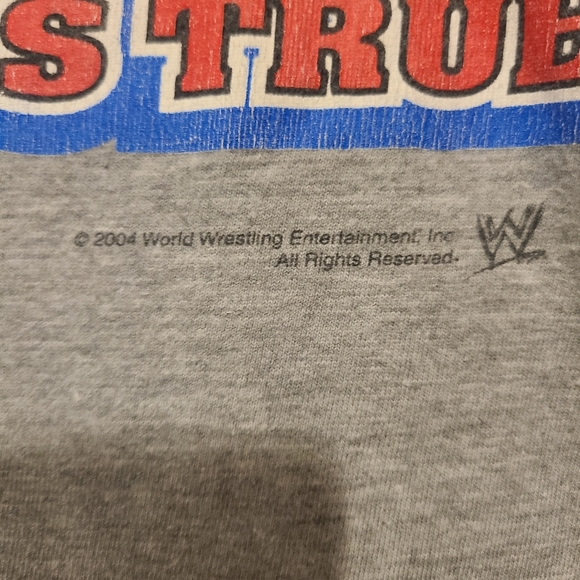 S TRUE
© 2004 World Wrestling Entertainment, Inc
All Rights Reserved.
W